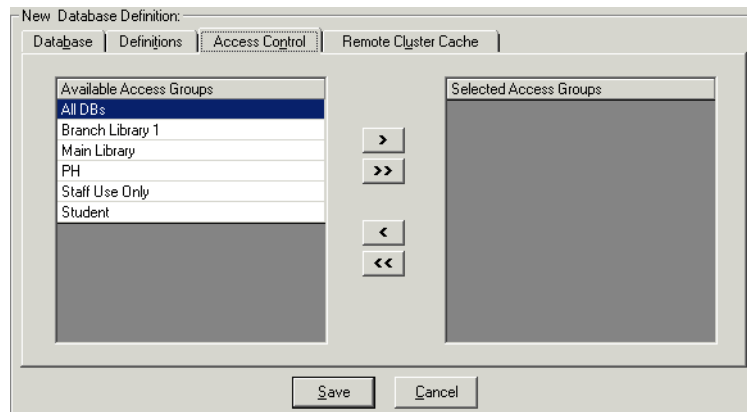 New Database Definition:
Database Definitions Access Control Remote Cluster Cache
Available Access Groups
All DBs
Branch Library 1
Main Library
PH
Staff Use Only
Student
>
>>
<
<<
Selected Access Groups
Save Cancel